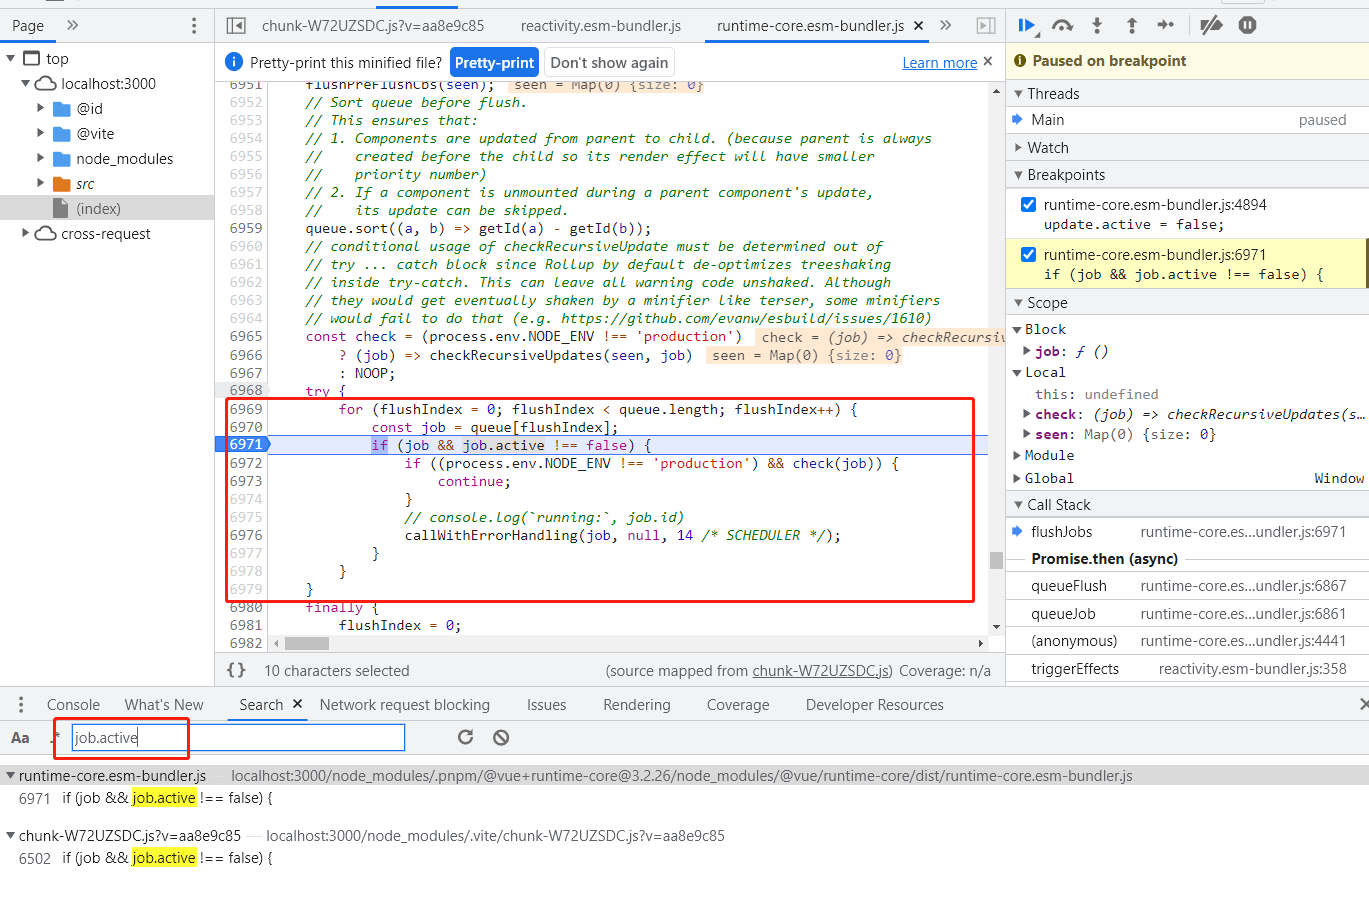 Page
top
localhost:3000
@id
@vite
node_modules
src
(index)
cross-request
chunk-W72UZSDC.js?v=aa8e9c85 reactivity.esm-bundler.js runtime-core.esm-bundler.js
Pretty-print this minified file? Pretty-print Don't show again Learn more
6951 flushPreFlushCbs(seen); seen = Map(0) {size: 0}
6952 // Sort queue before flush.
6953 // This ensures that:
6954 // 1. Components are updated from parent to child. (because parent is always
6955 // created before the child so its render effect will have smaller
6956 // priority number)
6957 // 2. If a component is unmounted during a parent component's update,
6958 // its update can be skipped.
6959 queue.sort((a, b) => getId(a) - getId(b));
6960 // conditional usage of checkRecursiveUpdate must be determined out of
6961 // try ... catch block since Rollup by default de-optimizes treeshaking
6962 // inside try-catch. This can leave all warning code unshaked. Although
6963 // they would get eventually shaken by a minifier like terser, some minifiers
6964 // would fail to do that (e.g. https://github.com/evanw/esbuild/issues/1610)
6965 const check = (process.env.NODE_ENV !== 'production') check = (job) => checkRecursiv
6966 ? (job) => checkRecursiveUpdates(seen, job) seen = Map(0) {size: 0}
6967 : NOOP;
6968 try {
6969 for (flushIndex = 0; flushIndex < queue.length; flushIndex++) {
6970 const job = queue[flushIndex];
6971 if (job && job.active !== false) {
6972 if ((process.env.NODE_ENV !== 'production') && check(job)) {
6973 continue;
6974 }
6975 // console.log(`running:`, job.id)
6976 callWithErrorHandling(job, null, 14 /* SCHEDULER */);
6977 }
6978 }
6979 }
6980 finally {
6981 flushIndex = 0;
6982
{} 10 characters selected (source mapped from chunk-W72UZSDC.js) Coverage: n/a
Paused on breakpoint
Threads
Main paused
Watch
Breakpoints
runtime-core.esm-bundler.js:4894
update.active = false;
runtime-core.esm-bundler.js:6971
if (job && job.active !== false) {
Scope
Block
job: ƒ ()
Local
this: undefined
check: (job) => checkRecursiveUpdates(s…
seen: Map(0) {size: 0}
Module
Global Window
Call Stack
flushJobs runtime-core.es…undler.js:6971
Promise.then (async)
queueFlush runtime-core.es…undler.js:6867
queueJob runtime-core.es…undler.js:6861
(anonymous) runtime-core.es…undler.js:4441
triggerEffects reactivity.esm-bundler.js:358
Console What's New Search Network request blocking Issues Rendering Coverage Developer Resources
Aa .* job.active
runtime-core.esm-bundler.js — localhost:3000/node_modules/.pnpm/@vue+runtime-core@3.2.26/node_modules/@vue/runtime-core/dist/runtime-core.esm-bundler.js
6971 if (job && job.active !== false) {
chunk-W72UZSDC.js?v=aa8e9c85 — localhost:3000/node_modules/.vite/chunk-W72UZSDC.js?v=aa8e9c85
6502 if (job && job.active !== false) {